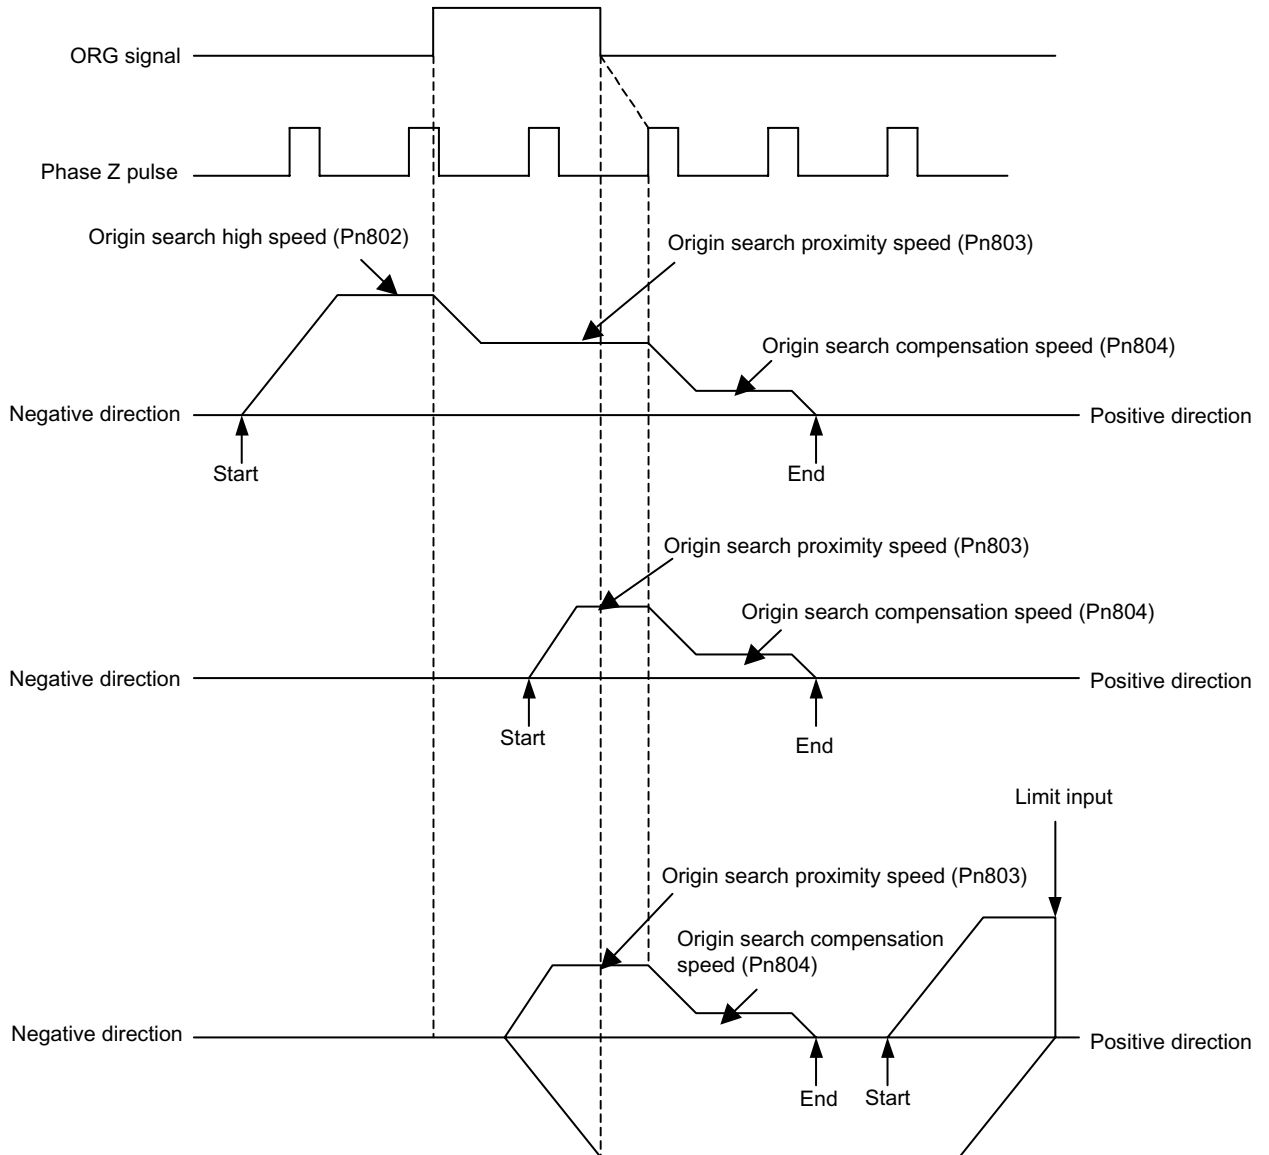 ORG signal
Phase Z pulse
Origin search high speed (Pn802)
Origin search proximity speed (Pn803)
Origin search compensation speed (Pn804)
Negative direction
Positive direction
Start
End
Origin search proximity speed (Pn803)
Origin search compensation speed (Pn804)
Negative direction
Positive direction
Start
End
Limit input
Origin search proximity speed (Pn803)
Origin search compensation
speed (Pn804)
Negative direction
Positive direction
End
Start